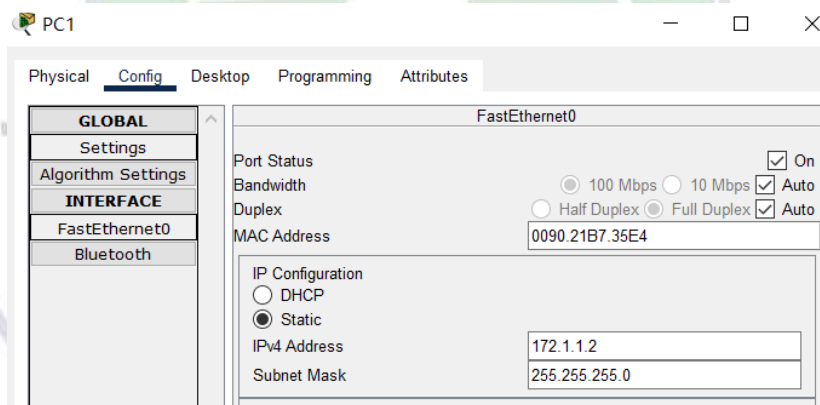 PC1
Physical Config Desktop Programming Attributes
GLOBAL
Settings
Algorithm Settings
INTERFACE
FastEthernet0
Bluetooth
FastEthernet0
Port Status On
Bandwidth 100 Mbps 10 Mbps Auto
Duplex Half Duplex Full Duplex Auto
MAC Address 0090.21B7.35E4
IP Configuration
DHCP
Static
IPv4 Address 172.1.1.2
Subnet Mask 255.255.255.0